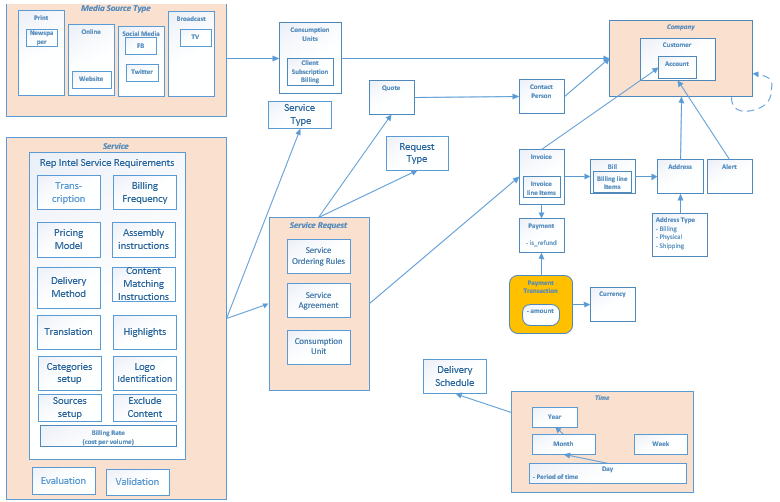 Media Source Type
Print
Newspa
per
Online
Website
Social Media
FB
Twitter
Broadcast
TV
Consumption
Units
Client
Subscription
Billing
Company
Customer
Account
Quote
Contact
Person
Service
Type
Request
Type
Service
Rep Intel Service Requirements
Trans-
cription
Billing
Frequency
Pricing
Model
Assembly
instructions
Delivery
Method
Content
Matching
Instructions
Translation
Highlights
Categories
setup
Logo
Identification
Sources
setup
Exclude
Content
Billing Rate
(cost per volume)
Evaluation
Validation
Service Request
Service
Ordering Rules
Service
Agreement
Consumption
Unit
Invoice
Invoice
line Items
Bill
Billing line
Items
Address
Alert
Payment
- is_refund
Address Type
- Billing
- Physical
- Shipping
Payment
Transaction
- amount
Currency
Delivery
Schedule
Time
Year
Month
Week
Day
- Period of time